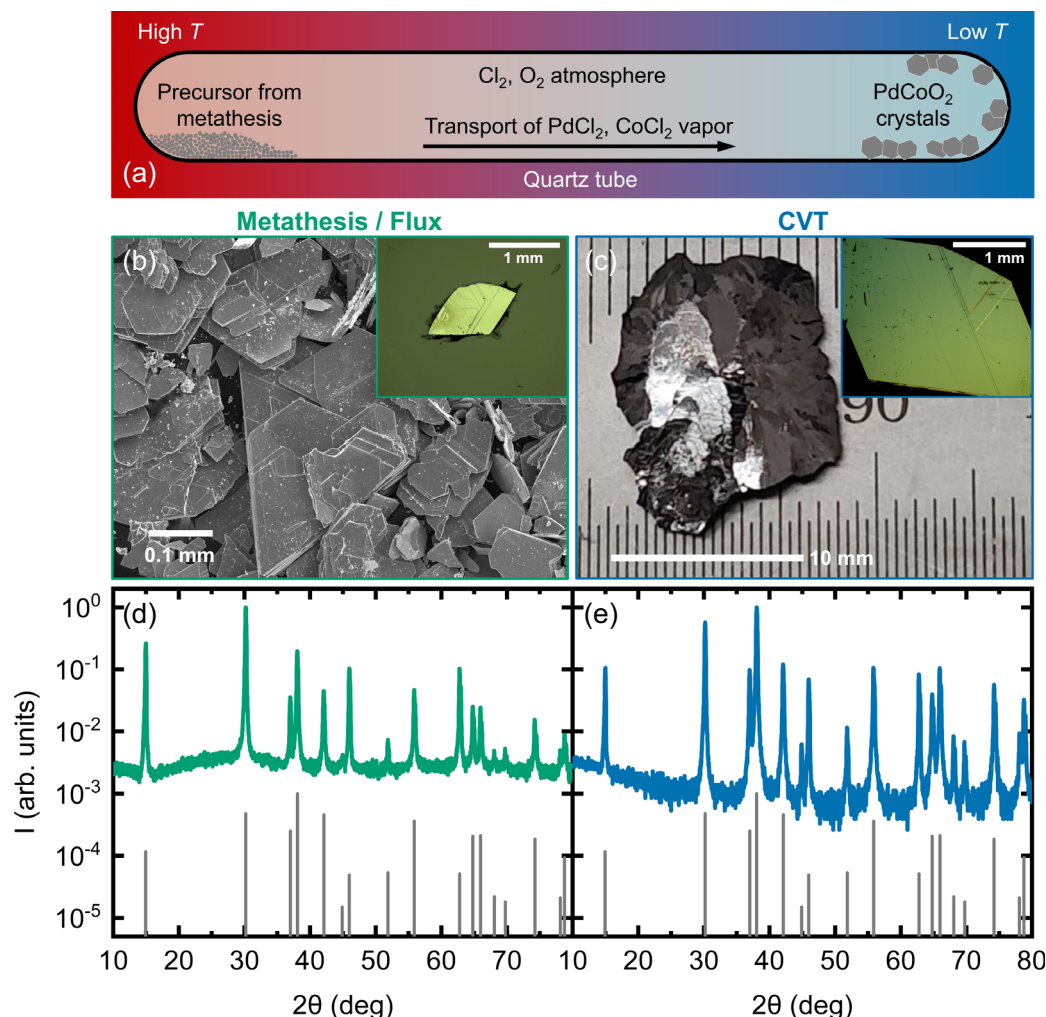 High T
Low T
Cl₂, O₂ atmosphere
Precursor from
metathesis
PdCoO₂
crystals
Transport of PdCl₂, CoCl₂ vapor
(a)
Quartz tube
Metathesis / Flux
CVT
(b)
1 mm
(c)
1 mm
90
0.1 mm
10 mm
10⁰
(d)
(e)
10⁻¹
10⁻²
10⁻³
10⁻⁴
10⁻⁵
I (arb. units)
10 20 30 40 50 60 70 10 20 30 40 50 60 70 80
2θ (deg)
2θ (deg)